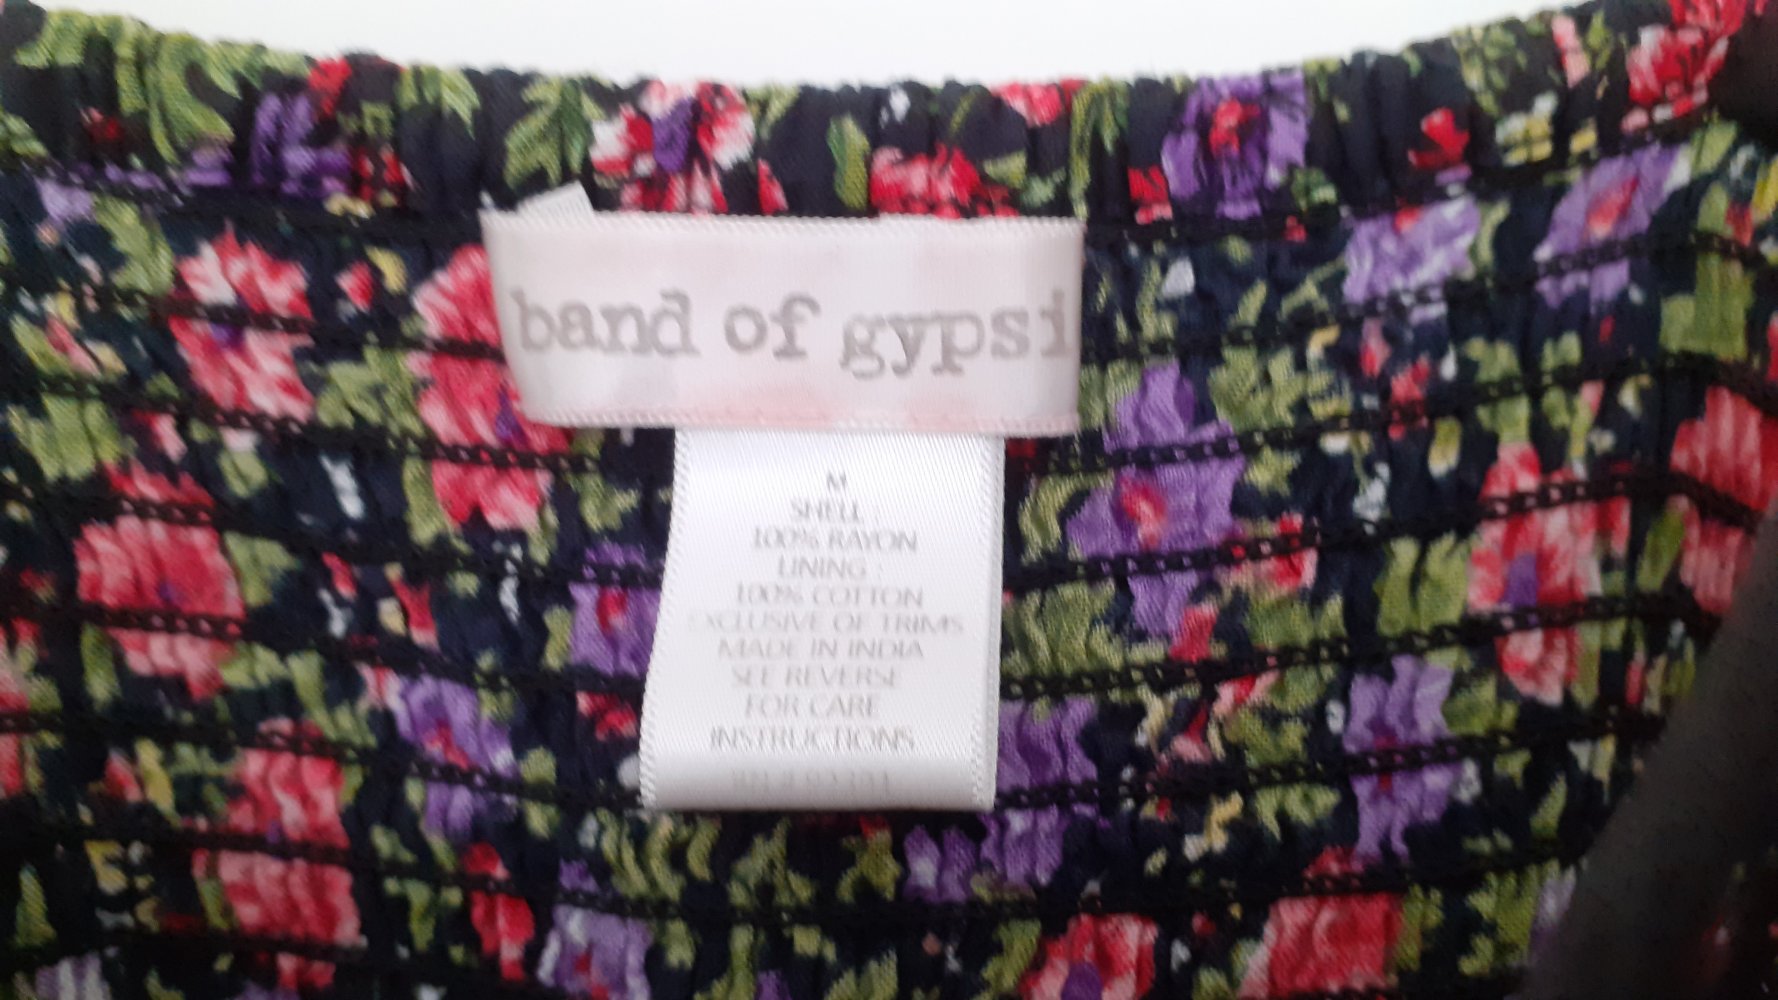 band of gypsi
M
SHELL :
100% RAYON
LINING :
100% COTTON
EXCLUSIVE OF TRIMS
MADE IN INDIA
SEE REVERSE
FOR CARE
INSTRUCTIONS